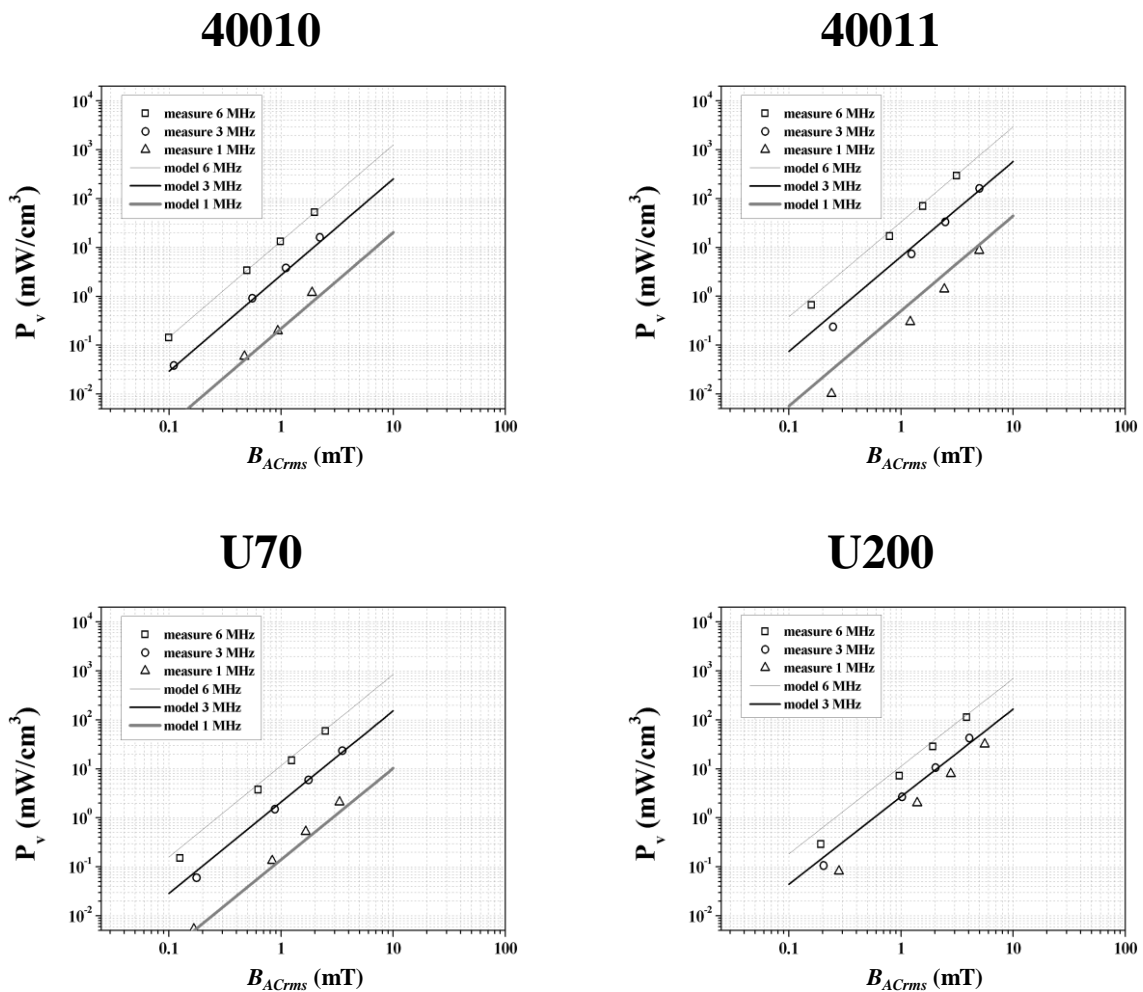 40010
10^4
10^3
10^2
10^1
10^0
10^-1
10^-2
P_v (mW/cm^3)
measure 6 MHz
measure 3 MHz
measure 1 MHz
model 6 MHz
model 3 MHz
model 1 MHz
0.1 1 10 100
B_ACrms (mT)
40011
10^4
10^3
10^2
10^1
10^0
10^-1
10^-2
P_v (mW/cm^3)
measure 6 MHz
measure 3 MHz
measure 1 MHz
model 6 MHz
model 3 MHz
model 1 MHz
0.1 1 10 100
B_ACrms (mT)
U70
10^4
10^3
10^2
10^1
10^0
10^-1
10^-2
P_v (mW/cm^3)
measure 6 MHz
measure 3 MHz
measure 1 MHz
model 6 MHz
model 3 MHz
model 1 MHz
0.1 1 10 100
B_ACrms (mT)
U200
10^4
10^3
10^2
10^1
10^0
10^-1
10^-2
P_v (mW/cm^3)
measure 6 MHz
measure 3 MHz
measure 1 MHz
model 6 MHz
model 3 MHz
0.1 1 10 100
B_ACrms (mT)